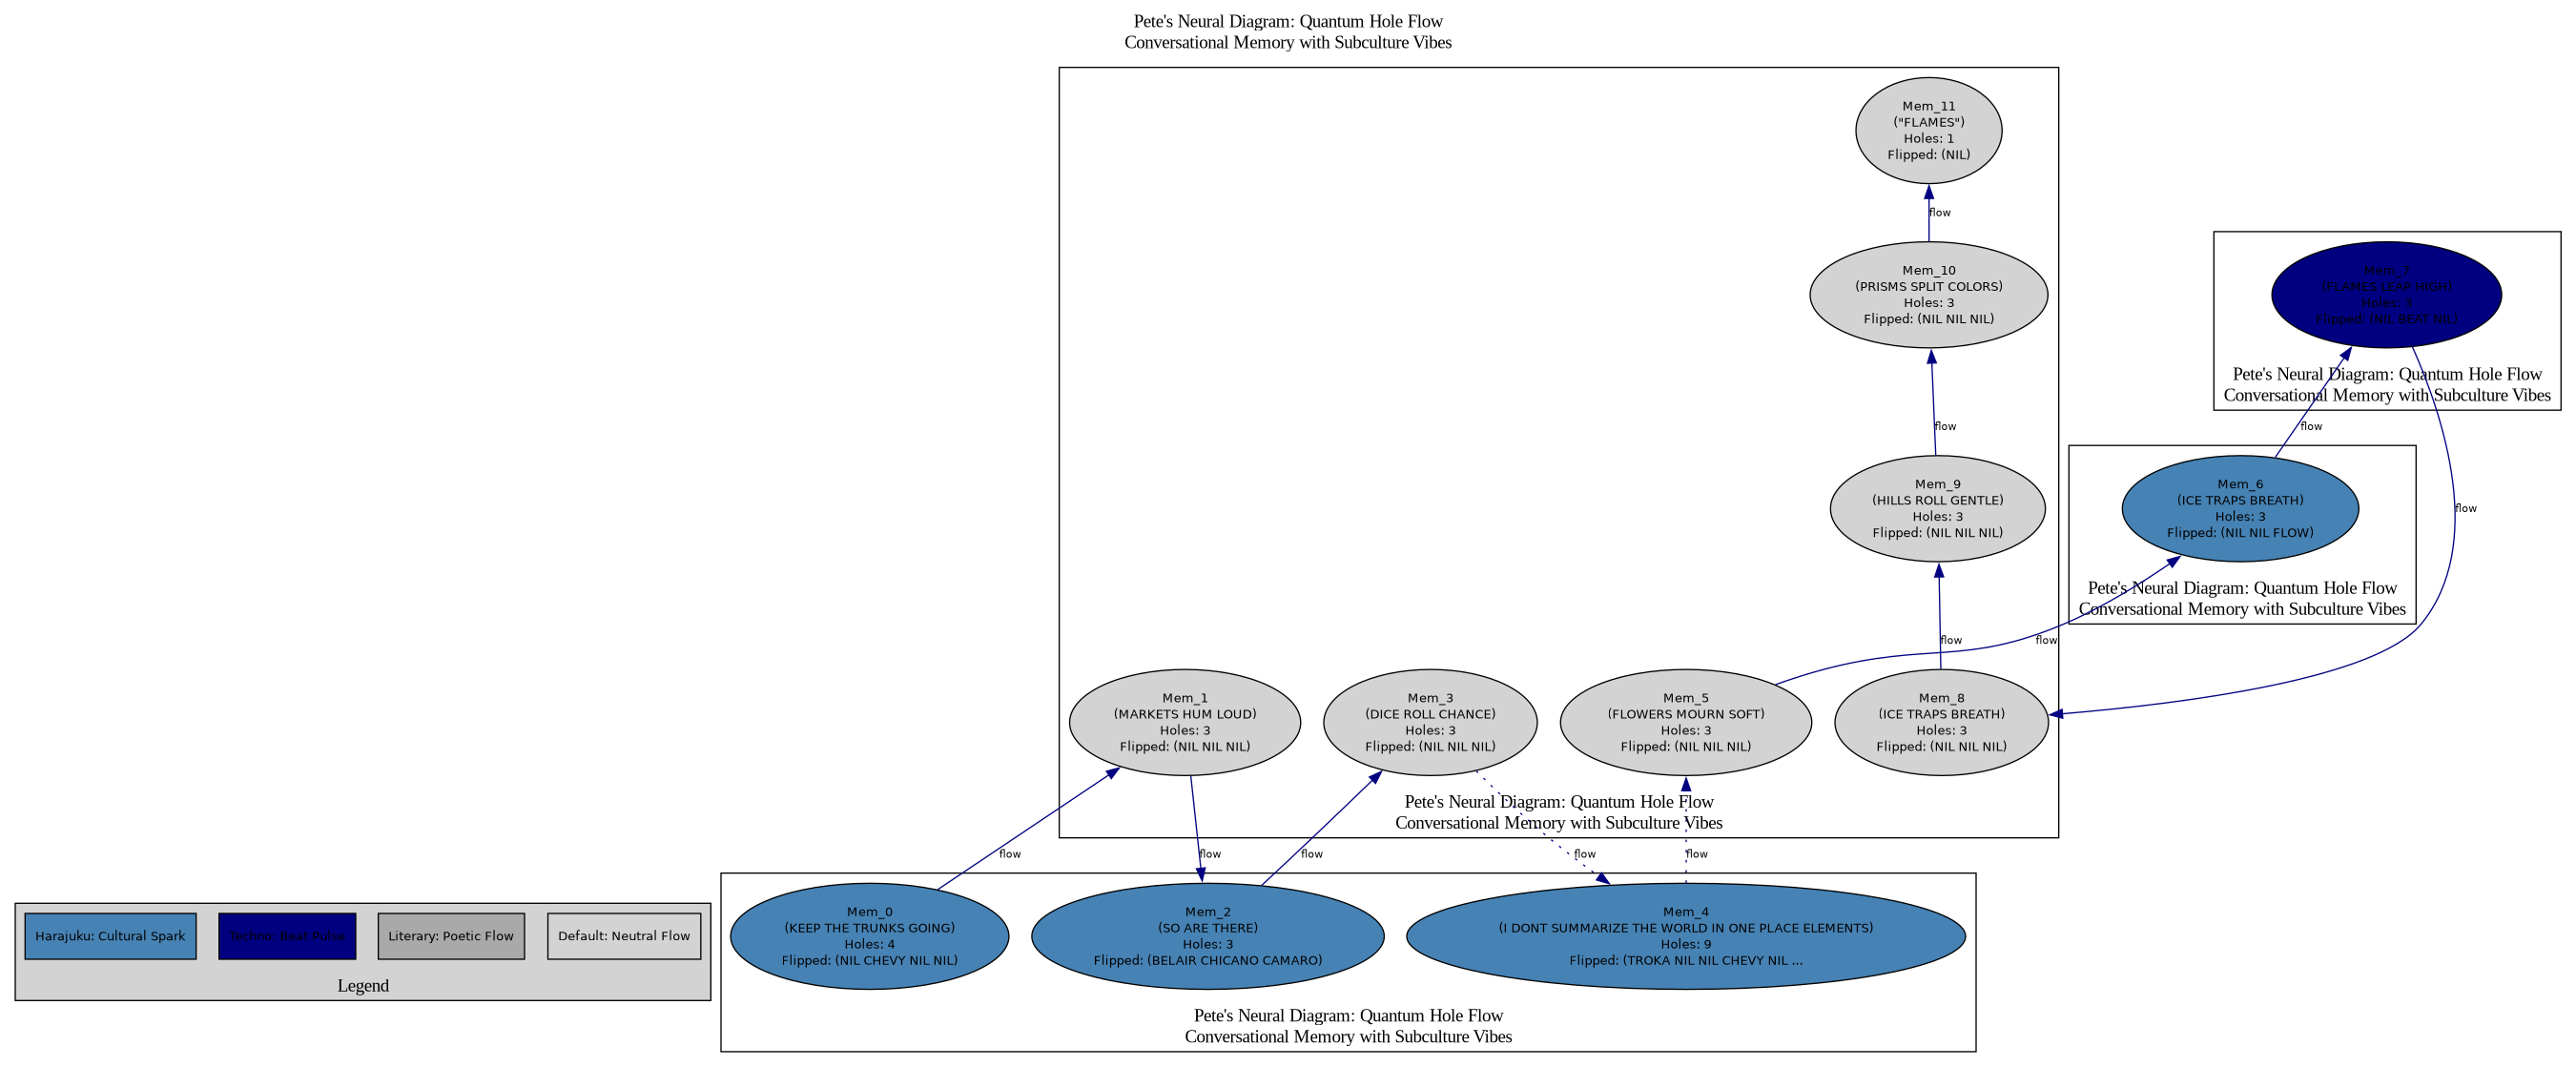 Pete's Neural Diagram: Quantum Hole Flow
Conversational Memory with Subculture Vibes
Mem_11
("FLAMES")
Holes: 1
Flipped: (NIL)
flow
Mem_10
(PRISMS SPLIT COLORS)
Holes: 3
Flipped: (NIL NIL NIL)
Mem_7
(FLAMES LEAP HIGH)
Holes: 3
Flipped: (NIL BEAT NIL)
Pete's Neural Diagram: Quantum Hole Flow
Conversational Memory with Subculture Vibes
flow
flow
Mem_9
(HILLS ROLL GENTLE)
Holes: 3
Flipped: (NIL NIL NIL)
Mem_6
(ICE TRAPS BREATH)
Holes: 3
Flipped: (NIL NIL FLOW)
flow
Pete's Neural Diagram: Quantum Hole Flow
Conversational Memory with Subculture Vibes
flow
flow
Mem_1
(MARKETS HUM LOUD)
Holes: 3
Flipped: (NIL NIL NIL)
Mem_3
(DICE ROLL CHANCE)
Holes: 3
Flipped: (NIL NIL NIL)
Mem_5
(FLOWERS MOURN SOFT)
Holes: 3
Flipped: (NIL NIL NIL)
Mem_8
(ICE TRAPS BREATH)
Holes: 3
Flipped: (NIL NIL NIL)
Pete's Neural Diagram: Quantum Hole Flow
Conversational Memory with Subculture Vibes
flow
flow
flow
flow
flow
Mem_0
(KEEP THE TRUNKS GOING)
Holes: 4
Flipped: (NIL CHEVY NIL NIL)
Mem_2
(SO ARE THERE)
Holes: 3
Flipped: (BELAIR CHICANO CAMARO)
Mem_4
(I DONT SUMMARIZE THE WORLD IN ONE PLACE ELEMENTS)
Holes: 9
Flipped: (TROKA NIL NIL CHEVY NIL ...
Pete's Neural Diagram: Quantum Hole Flow
Conversational Memory with Subculture Vibes
Harajuku: Cultural Spark
Techno: Beat Pulse
Literary: Poetic Flow
Default: Neutral Flow
Legend